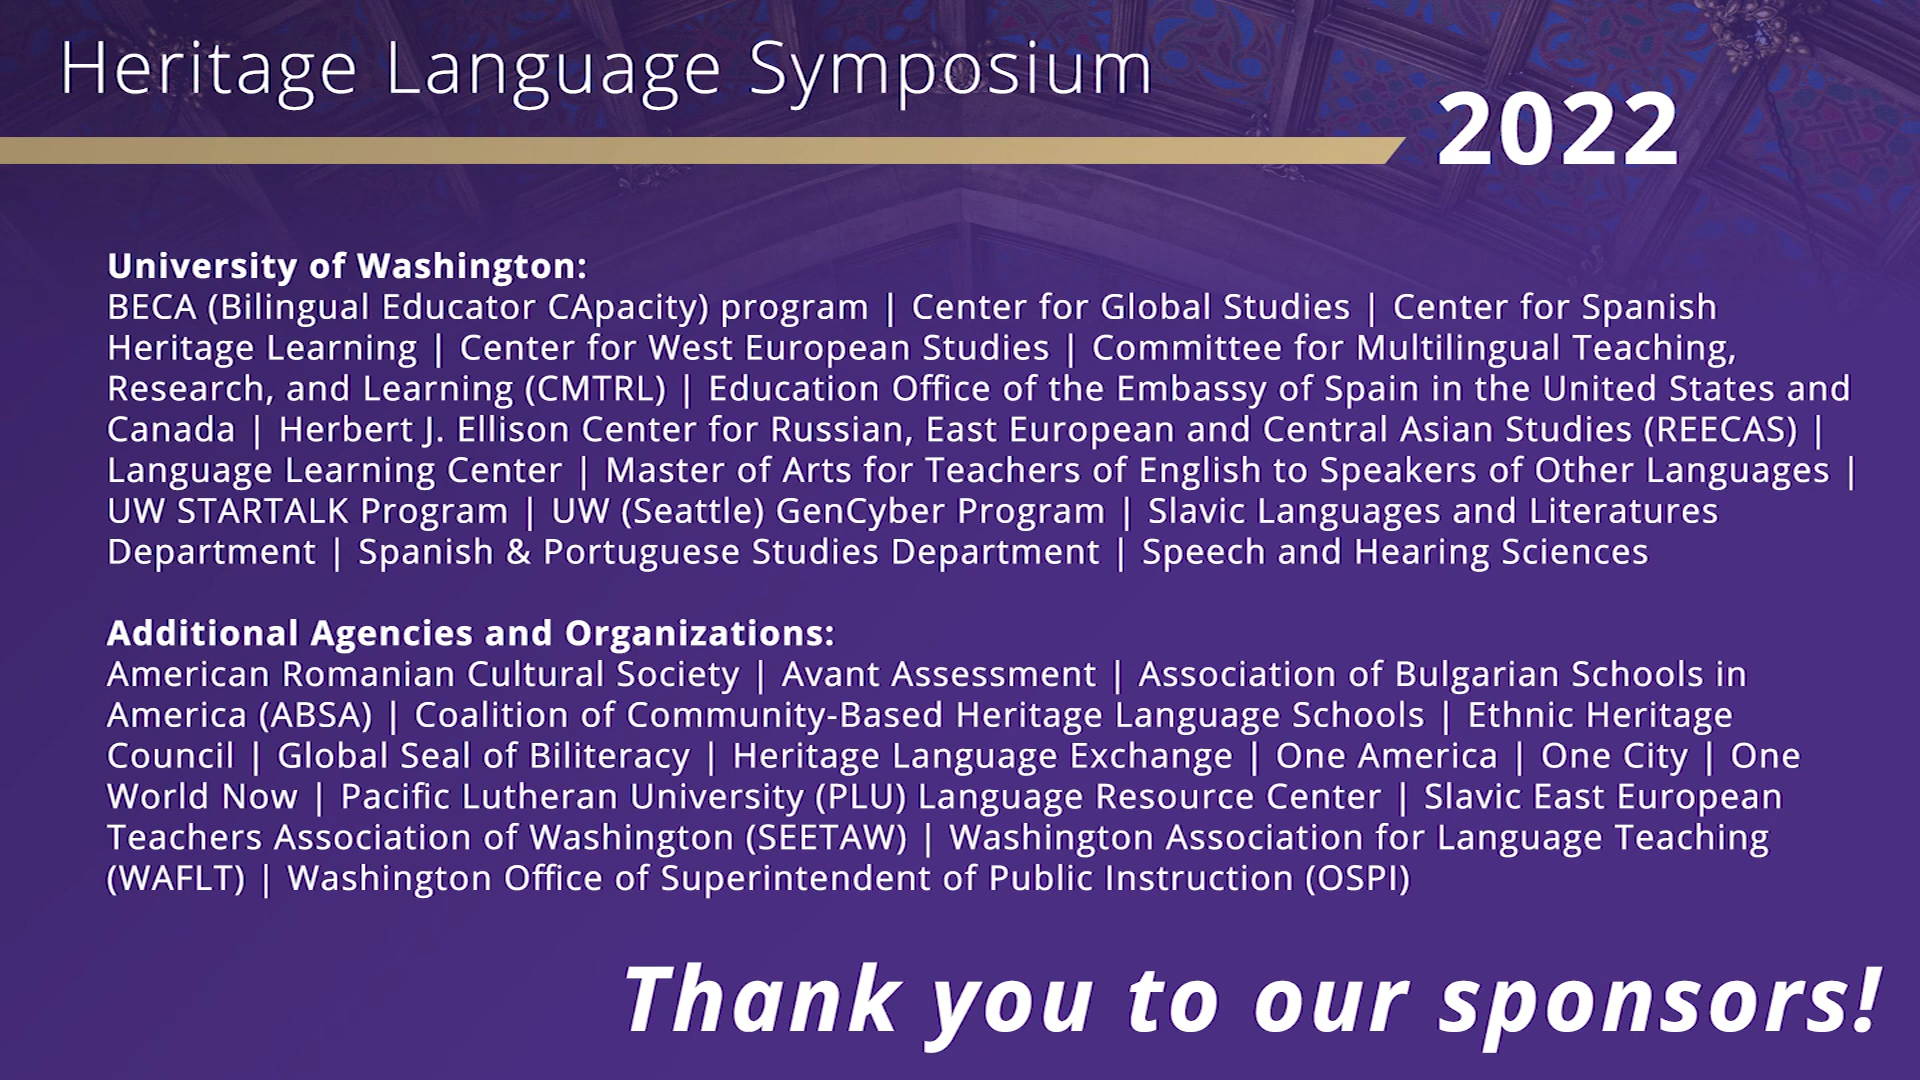 Heritage Language Symposium
2022
University of Washington:
BECA (Bilingual Educator CApacity) program | Center for Global Studies | Center for Spanish
Heritage Learning | Center for West European Studies | Committee for Multilingual Teaching,
Research, and Learning (CMTRL) | Education Office of the Embassy of Spain in the United States and
Canada | Herbert J. Ellison Center for Russian, East European and Central Asian Studies (REECAS) |
Language Learning Center | Master of Arts for Teachers of English to Speakers of Other Languages |
UW STARTALK Program | UW (Seattle) GenCyber Program | Slavic Languages and Literatures
Department | Spanish & Portuguese Studies Department | Speech and Hearing Sciences
Additional Agencies and Organizations:
American Romanian Cultural Society | Avant Assessment | Association of Bulgarian Schools in
America (ABSA) | Coalition of Community-Based Heritage Language Schools | Ethnic Heritage
Council | Global Seal of Biliteracy | Heritage Language Exchange | One America | One City | One
World Now | Pacific Lutheran University (PLU) Language Resource Center | Slavic East European
Teachers Association of Washington (SEETAW) | Washington Association for Language Teaching
(WAFLT) | Washington Office of Superintendent of Public Instruction (OSPI)
Thank you to our sponsors!